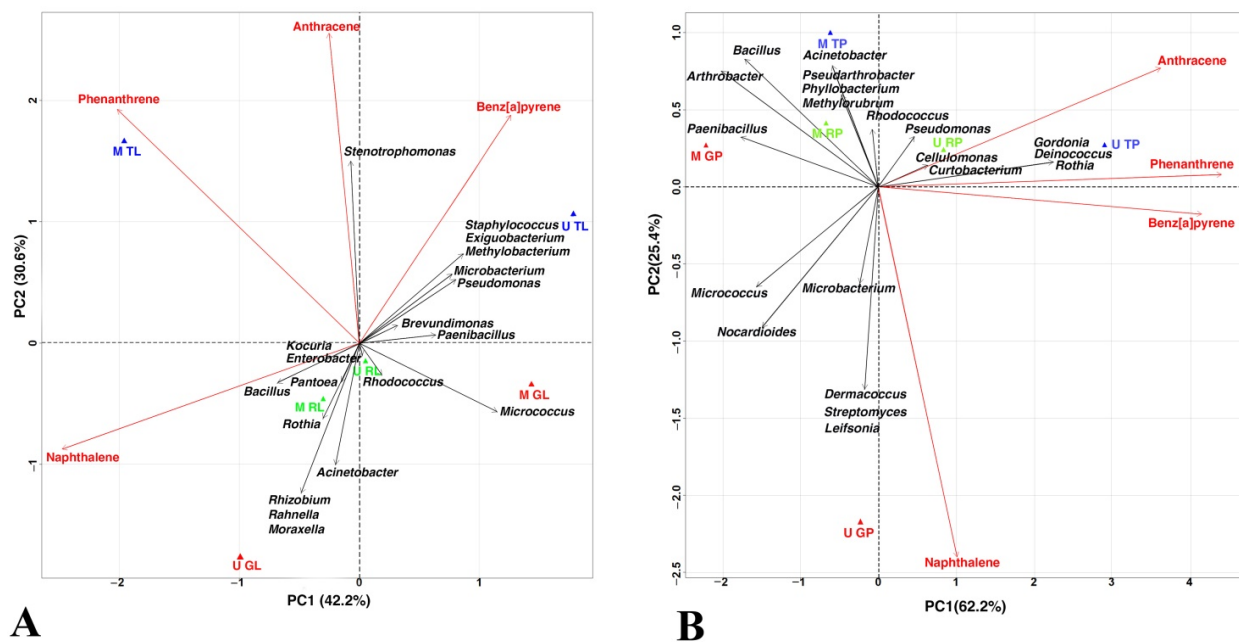 Anthracene
Phenanthrene
Benz[a]pyrene
M TL
Stenotrophomonas
Staphylococcus
U TL
Exiguobacterium
Methylobacterium
Microbacterium
Pseudomonas
Brevundimonas
Paenibacillus
Kocuria
Enterobacter
U RL
Pantoea
Rhodococcus
Bacillus
M GL
M RL
Micrococcus
Rothia
Naphthalene
Acinetobacter
Rhizobium
Rahnella
Moraxella
U GL
PC2 (30.6%)
2
1
0
−1
−2
−1
0
1
PC1 (42.2%)
A
M TP
Bacillus
Acinetobacter
Anthracene
Arthrobacter
Pseudarthrobacter
Phyllobacterium
Methylorubrum
Rhodococcus
Paenibacillus
M RP
Pseudomonas
M GP
U RP
Gordonia
U TP
Cellulomonas
Deinococcus
Curtobacterium
Rothia
Phenanthrene
Benz[a]pyrene
Micrococcus
Microbacterium
Nocardioides
Dermacoccus
Streptomyces
Leifsonia
U GP
Naphthalene
PC2(25.4%)
1.0
0.5
0.0
−0.5
−1.0
−1.5
−2.0
−2.5
−2
−1
0
1
2
3
4
PC1(62.2%)
B